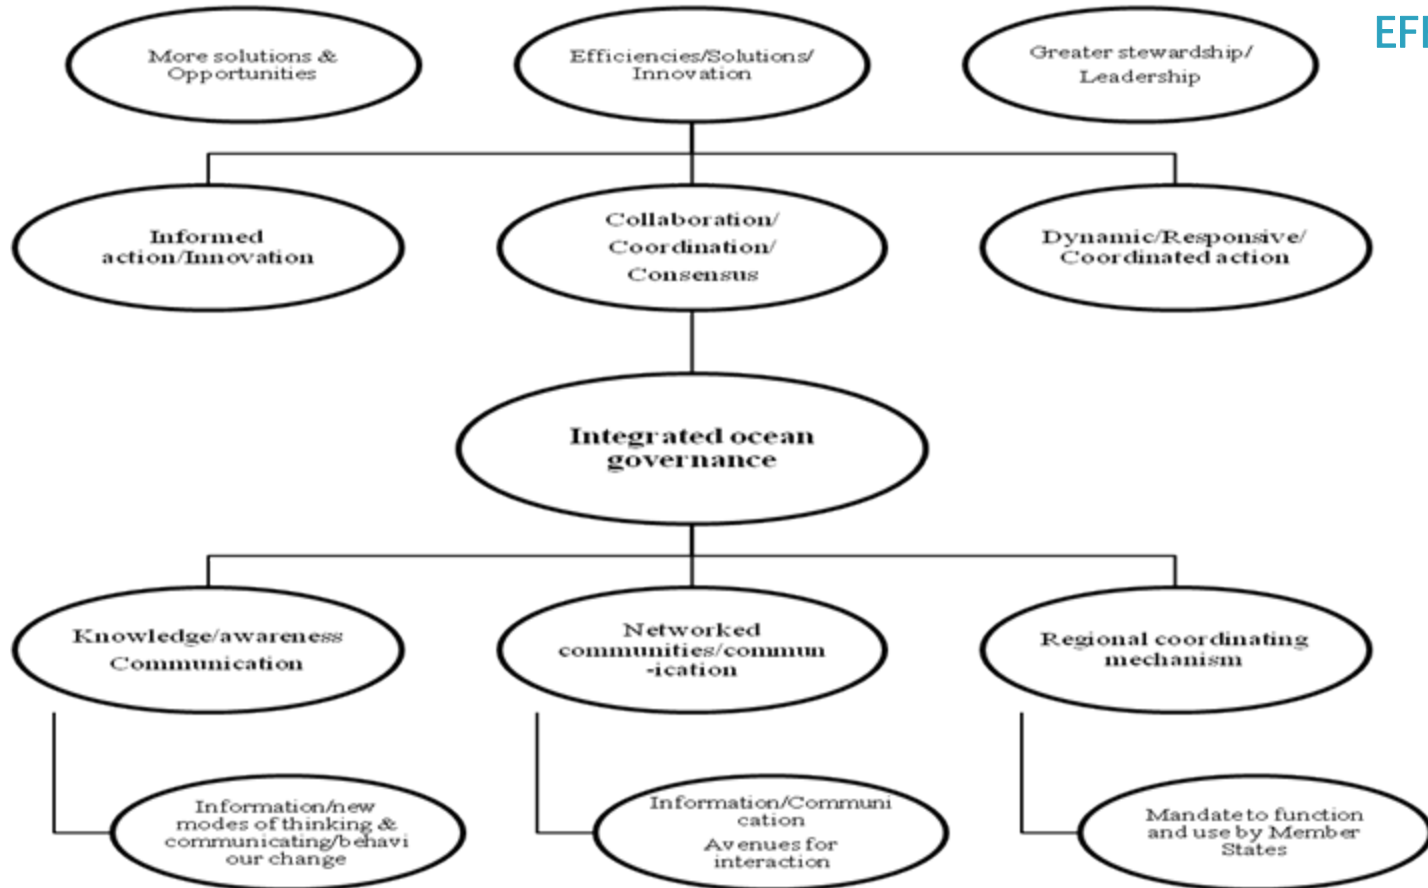 EFI
More solutions &
Opportunities
Efficiencies/Solutions/
Innovation
Greater stewardship/
Leadership
Informed
action/Innovation
Collaboration/
Coordination/
Consensus
Dynamic/Responsive/
Coordinated action
Integrated ocean
governance
Knowledge/awareness
Communication
Networked
communities/commun
-ication
Regional coordinating
mechanism
Information/new
modes of thinking &
communicating/behavi
our change
Information/Communi
cation
Avenues for
interaction
Mandate to function
and use by Member
States